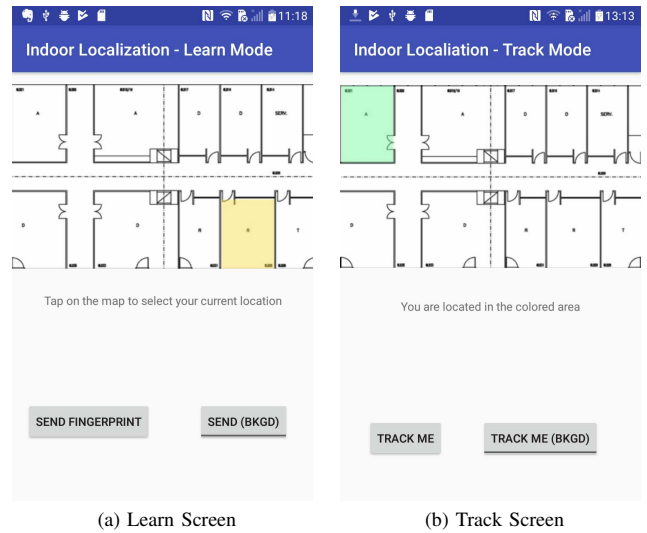 11:18
Indoor Localization - Learn Mode
A
A
D
D
SERV.
D
D
R
R
T
Tap on the map to select your current location
SEND FINGERPRINT
SEND (BKGD)
(a) Learn Screen
13:13
Indoor Localiation - Track Mode
A
A
D
D
SERV.
D
D
R
R
T
You are located in the colored area
TRACK ME
TRACK ME (BKGD)
(b) Track Screen